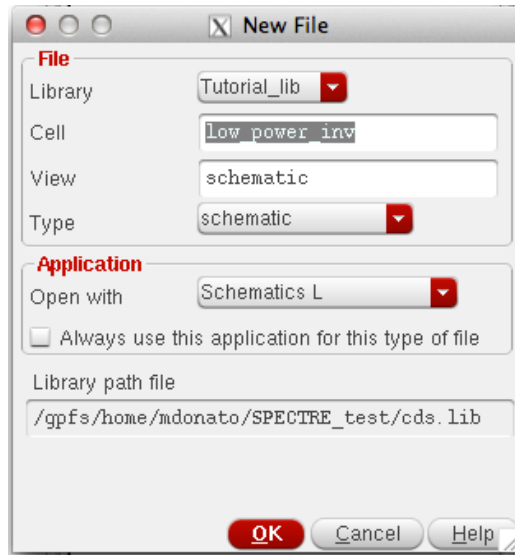 New File
File
Library Tutorial_lib
Cell low_power_inv
View schematic
Type schematic
Application
Open with Schematics L
Always use this application for this type of file
Library path file
/gpfs/home/mdonato/SPECTRE_test/cds.lib
OK Cancel Help